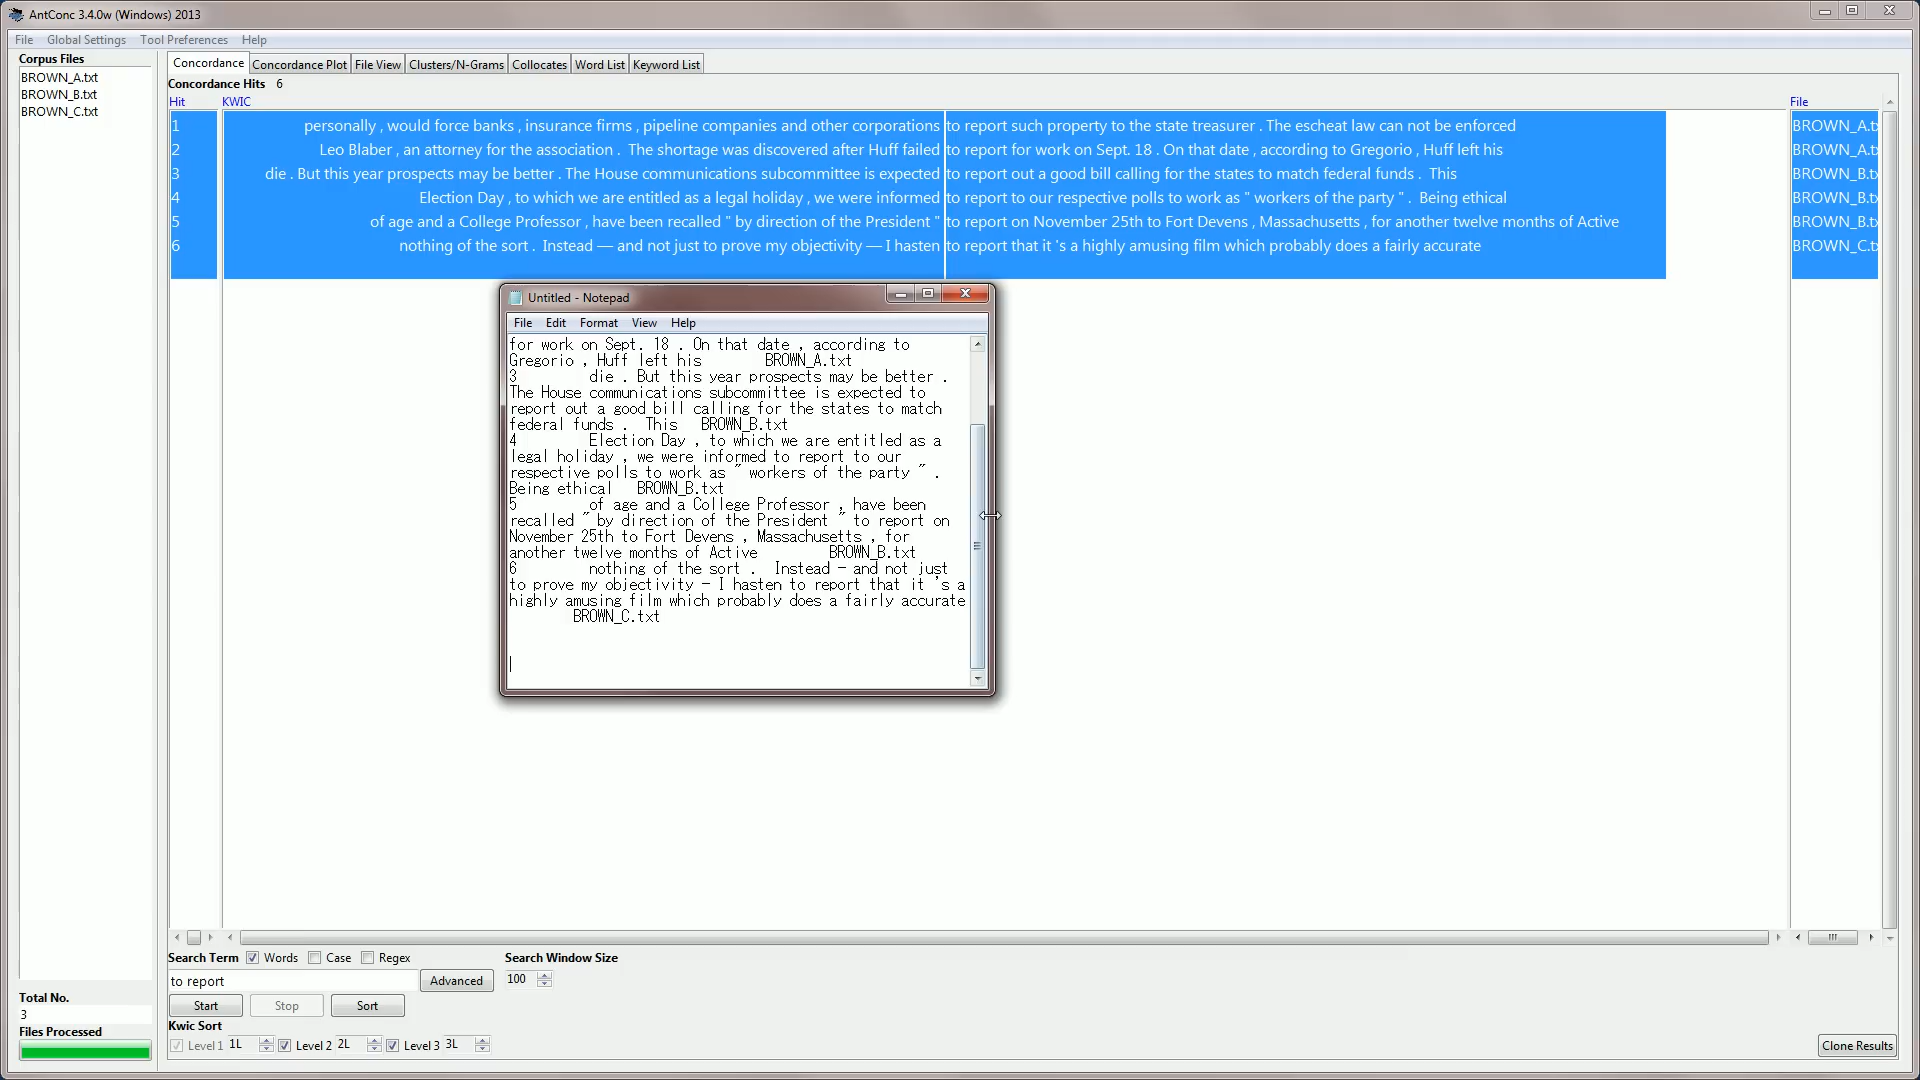 AntConc 3.4.0w (Windows) 2013
File Global Settings Tool Preferences Help
Corpus Files
BROWN_A.txt
BROWN_B.txt
BROWN_C.txt
Concordance Concordance Plot File View Clusters/N-Grams Collocates Word List Keyword List
Concordance Hits 6
Hit KWIC File
1 personally , would force banks , insurance firms , pipeline companies and other corporations to report such property to the state treasurer . The escheat law can not be enforced BROWN_A.tx
2 Leo Blaber , an attorney for the association . The shortage was discovered after Huff failed to report for work on Sept. 18 . On that date , according to Gregorio , Huff left his BROWN_A.tx
3 die . But this year prospects may be better . The House communications subcommittee is expected to report out a good bill calling for the states to match federal funds . This BROWN_B.tx
4 Election Day , to which we are entitled as a legal holiday , we were informed to report to our respective polls to work as " workers of the party " . Being ethical BROWN_B.tx
5 of age and a College Professor , have been recalled " by direction of the President " to report on November 25th to Fort Devens , Massachusetts , for another twelve months of Active BROWN_B.tx
6 nothing of the sort . Instead — and not just to prove my objectivity — I hasten to report that it 's a highly amusing film which probably does a fairly accurate BROWN_C.tx
Untitled - Notepad
File Edit Format View Help
for work on Sept. 18 . On that date , according to
Gregorio , Huff left his BROWN_A.txt
3 die . But this year prospects may be better .
The House communications subcommittee is expected to
report out a good bill calling for the states to match
federal funds . This BROWN_B.txt
4 Election Day , to which we are entitled as a
legal holiday , we were informed to report to our
respective polls to work as " workers of the party " .
Being ethical BROWN_B.txt
5 of age and a College Professor , have been
recalled " by direction of the President " to report on
November 25th to Fort Devens , Massachusetts , for
another twelve months of Active BROWN_B.txt
6 nothing of the sort . Instead — and not just
to prove my objectivity — I hasten to report that it 's a
highly amusing film which probably does a fairly accurate
BROWN_C.txt
Search Term Words Case Regex Search Window Size
to report Advanced 100
Start Stop Sort
Total No.
3
Files Processed
Kwic Sort
Level 1 1L Level 2 2L Level 3 3L
Clone Results